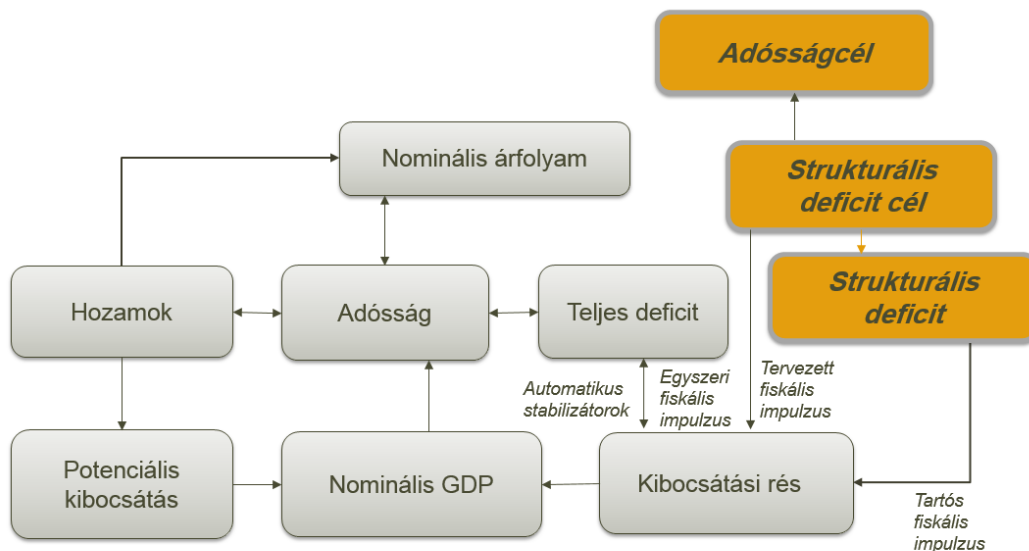 Adósságcél
Nominális árfolyam
Strukturális
deficit cél
Hozamok
Adósság
Teljes deficit
Strukturális
deficit
Automatikus
stabilizátorok
Egyszeri
fiskális
impulzus
Tervezett
fiskális
impulzus
Potenciális
kibocsátás
Nominális GDP
Kibocsátási rés
Tartós
fiskális
impulzus